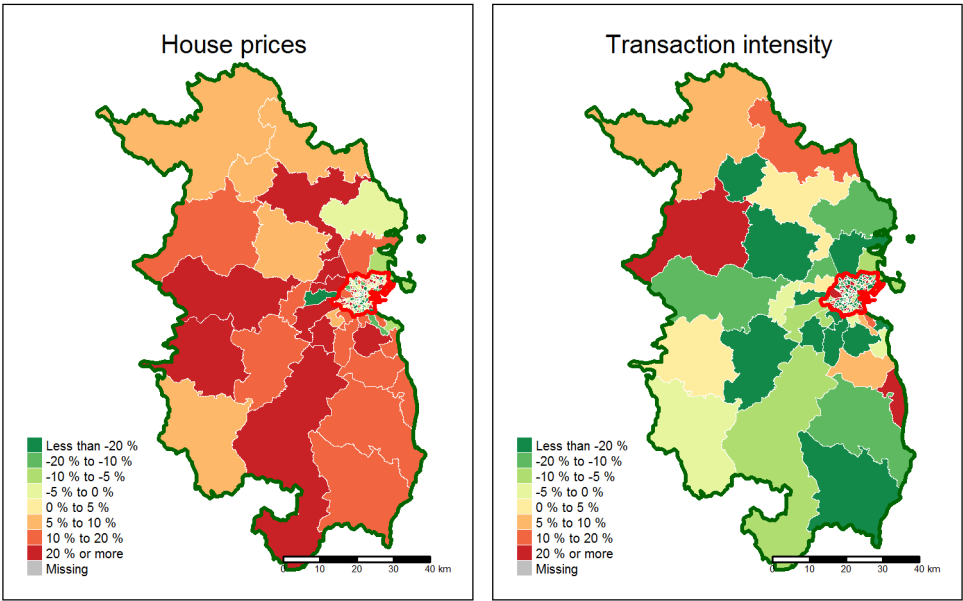 House prices
Less than -20 %
-20 % to -10 %
-10 % to -5 %
-5 % to 0 %
0 % to 5 %
5 % to 10 %
10 % to 20 %
20 % or more
Missing
0 10 20 30 40 km
Transaction intensity
Less than -20 %
-20 % to -10 %
-10 % to -5 %
-5 % to 0 %
0 % to 5 %
5 % to 10 %
10 % to 20 %
20 % or more
Missing
0 10 20 30 40 km